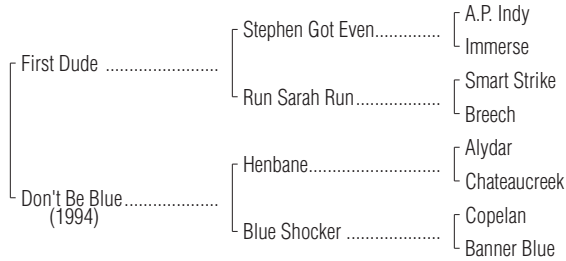 A.P. Indy
Stephen Got Even..............
Immerse
First Dude ........................
Smart Strike
Run Sarah Run..................
Breech
Alydar
Henbane............................
Chateaucreek
Don't Be Blue....................
(1994)
Copelan
Blue Shocker ....................
Banner Blue